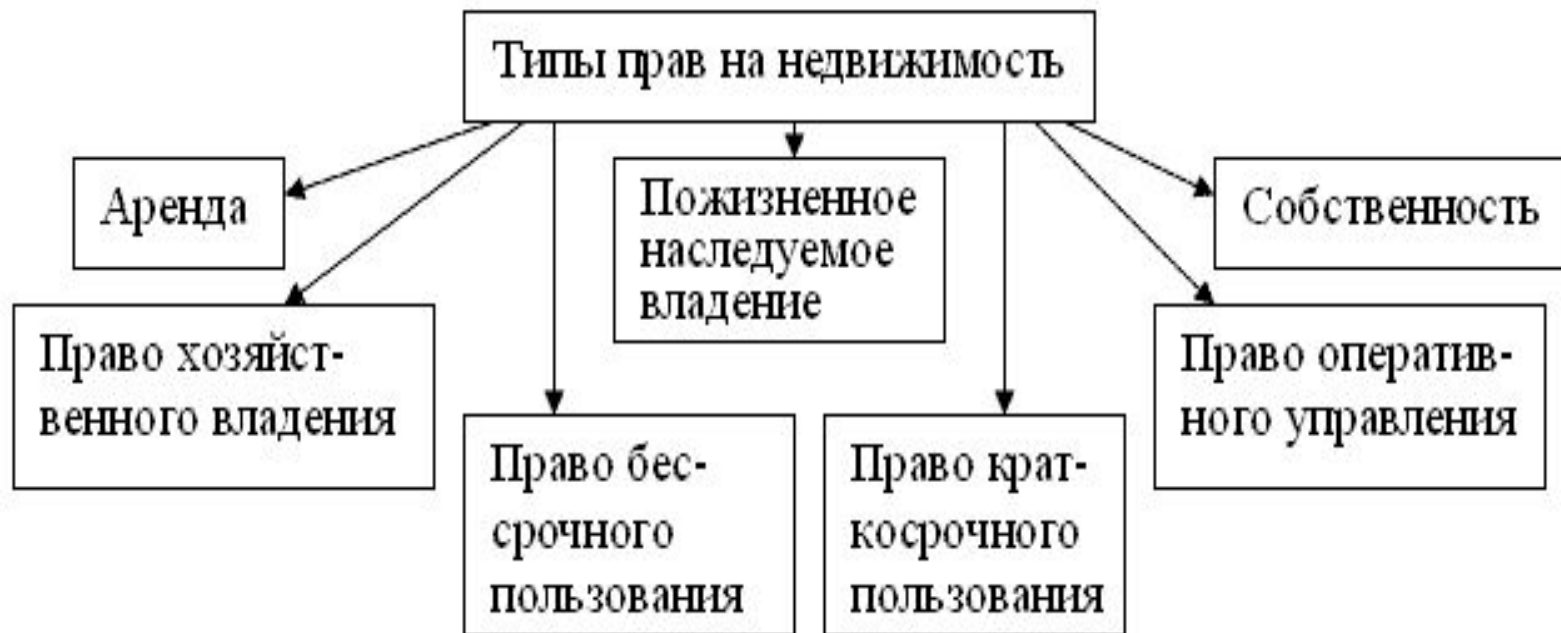 Типы прав на недвижимость
Аренда
Пожизненное
наследуемое
владение
Собственность
Право хозяйст-
венного владения
Право оператив-
ного управления
Право бес-
срочного
пользования
Право крат-
косрочного
пользования